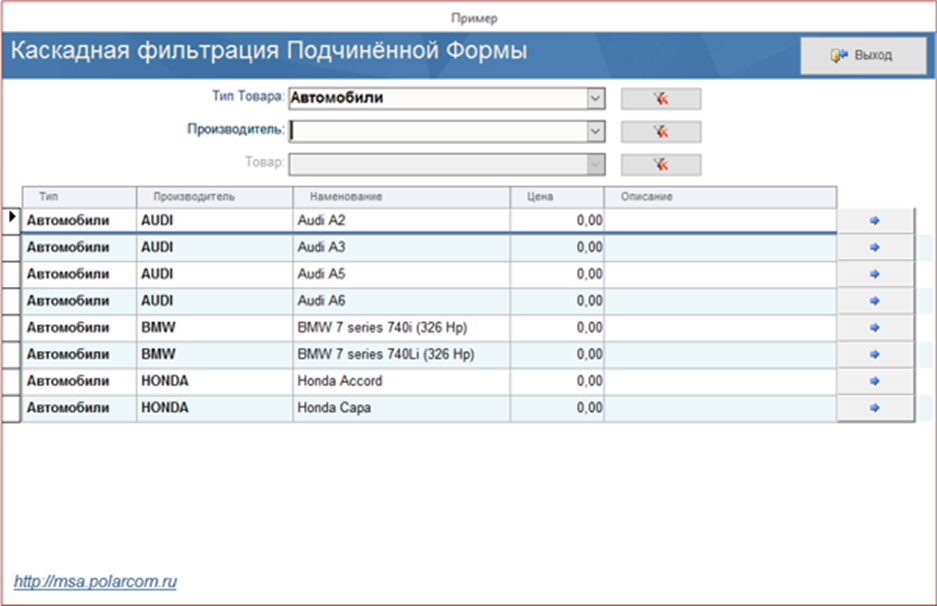 Пример
Каскадная фильтрация Подчинённой Формы
Выход
Тип Товара: Автомобили
Производитель:
Товар:
Тип Производитель Наменование Цена Описание
Автомобили AUDI Audi A2 0,00
Автомобили AUDI Audi A3 0,00
Автомобили AUDI Audi A5 0,00
Автомобили AUDI Audi A6 0,00
Автомобили BMW BMW 7 series 740i (326 Hp) 0,00
Автомобили BMW BMW 7 series 740Li (326 Hp) 0,00
Автомобили HONDA Honda Accord 0,00
Автомобили HONDA Honda Capa 0,00
http://msa.polarcom.ru